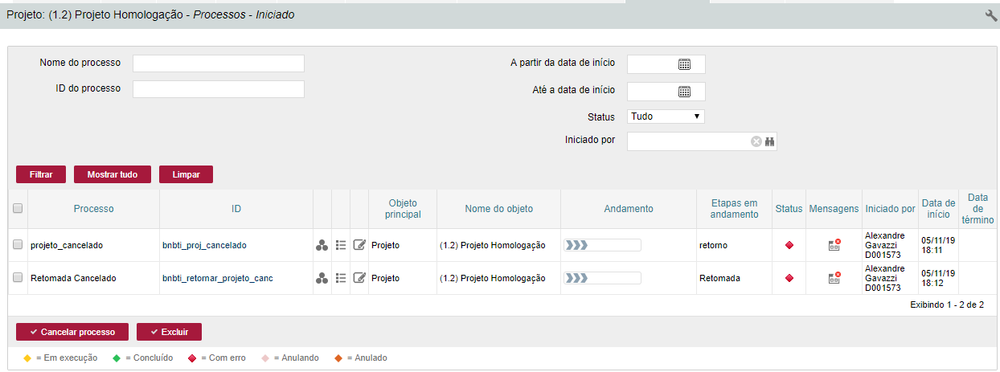 Projeto: (1.2) Projeto Homologação - Processos - Iniciado
Nome do processo
ID do processo
A partir da data de início
Até a data de início
Status
Tudo
Iniciado por
Filtrar
Mostrar tudo
Limpar
Processo
ID
Objeto
principal
Nome do objeto
Andamento
Etapas em
andamento
Status
Mensagens
Iniciado por
Data de
início
Data
de
término
projeto_cancelado
bnbti_proj_cancelado
Projeto
(1.2) Projeto Homologação
retorno
Alexandre
Gavazzi
D001573
05/11/19
18:11
Retomada Cancelado
bnbti_retornar_projeto_canc
Projeto
(1.2) Projeto Homologação
Retomada
Alexandre
Gavazzi
D001573
05/11/19
18:12
Exibindo 1 - 2 de 2
Cancelar processo
Excluir
= Em execução
= Concluído
= Com erro
= Anulando
= Anulado